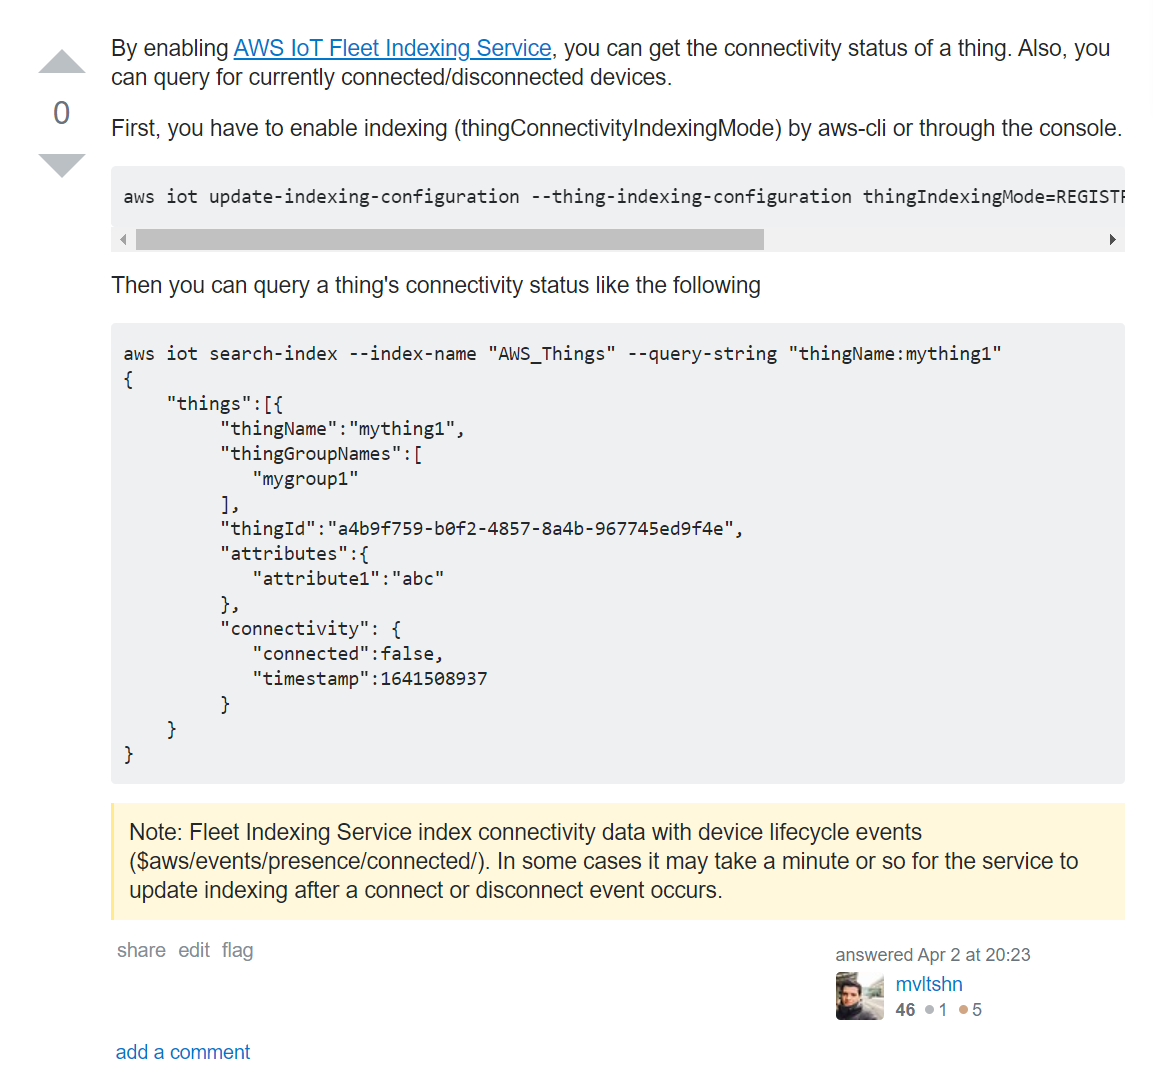 By enabling AWS IoT Fleet Indexing Service, you can get the connectivity status of a thing. Also, you
can query for currently connected/disconnected devices.
0
First, you have to enable indexing (thingConnectivityIndexingMode) by aws-cli or through the console.
aws iot update-indexing-configuration --thing-indexing-configuration thingIndexingMode=REGISTR
Then you can query a thing's connectivity status like the following
aws iot search-index --index-name "AWS_Things" --query-string "thingName:mything1"
{
    "things":[{
         "thingName":"mything1",
         "thingGroupNames":[
            "mygroup1"
         ],
         "thingId":"a4b9f759-b0f2-4857-8a4b-967745ed9f4e",
         "attributes":{
            "attribute1":"abc"
         },
         "connectivity": {
            "connected":false,
            "timestamp":1641508937
         }
    }
}
Note: Fleet Indexing Service index connectivity data with device lifecycle events
($aws/events/presence/connected/). In some cases it may take a minute or so for the service to
update indexing after a connect or disconnect event occurs.
share edit flag
answered Apr 2 at 20:23
mvltshn
46 1 5
add a comment